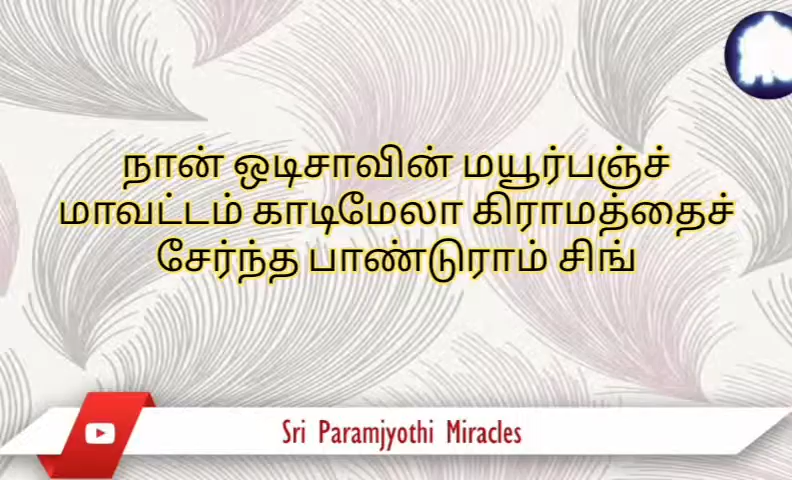 நான் ஒடிசாவின் மயூர்பஞ்ச்
மாவட்டம் காடிமேலா கிராமத்தைச்
சேர்ந்த பாண்டுராம் சிங்
Sri Paramjyothi Miracles